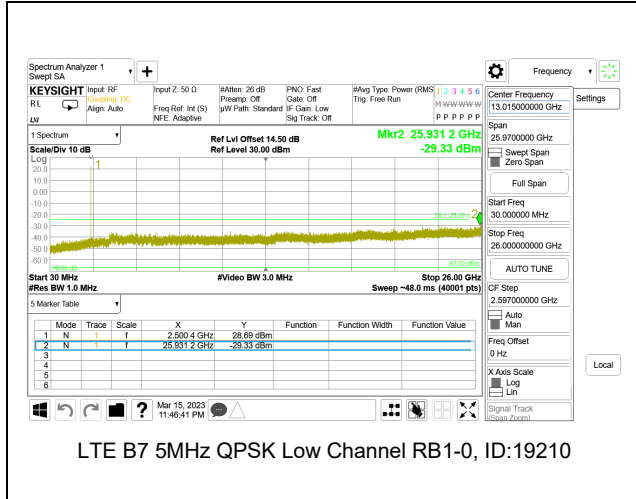 Spectrum Analyzer 1
Swept SA
+
Frequency
KEYSIGHT
Input: RF
Input Z: 50 Ω
#Atten: 26 dB
PNO: Fast
#Avg Type: Power (RMS
1 2 3 4 5 6
RL
Coupling: DC
Preamp: Off
Gate: Off
Trig: Free Run
Align: Auto
Freq Ref: Int (S)
µW Path: Standard
IF Gain: Low
M W W W W W
LXI
NFE: Adaptive
Sig Track: Off
P P P P P P
Center Frequency
13.015000000 GHz
Settings
1 Spectrum
Ref Lvl Offset 14.50 dB
Mkr2 25.931 2 GHz
Scale/Div 10 dB
Ref Level 30.00 dBm
-29.33 dBm
Span
25.9700000 GHz
Swept Span
Zero Span
Full Span
Start Freq
30.000000 MHz
Stop Freq
26.000000000 GHz
AUTO TUNE
CF Step
2.597000000 GHz
Auto
Man
Freq Offset
0 Hz
X Axis Scale
Log
Lin
Signal Track
(Span Zoom)
Local
Log
1
20.0
10.0
0.00
-10.0
-20.0
2
-30.0
-40.0
-50.0
-60.0
Start 30 MHz
#Video BW 3.0 MHz
Stop 26.00 GHz
#Res BW 1.0 MHz
Sweep ~48.0 ms (40001 pts)
5 Marker Table
Mode Trace Scale X Y Function Function Width Function Value
1 N 1 f 2.500 4 GHz 28.69 dBm
2 N 1 f 25.931 2 GHz -29.33 dBm
3
4
5
6
?
Mar 15, 2023
11:46:41 PM
LTE B7 5MHz QPSK Low Channel RB1-0, ID:19210